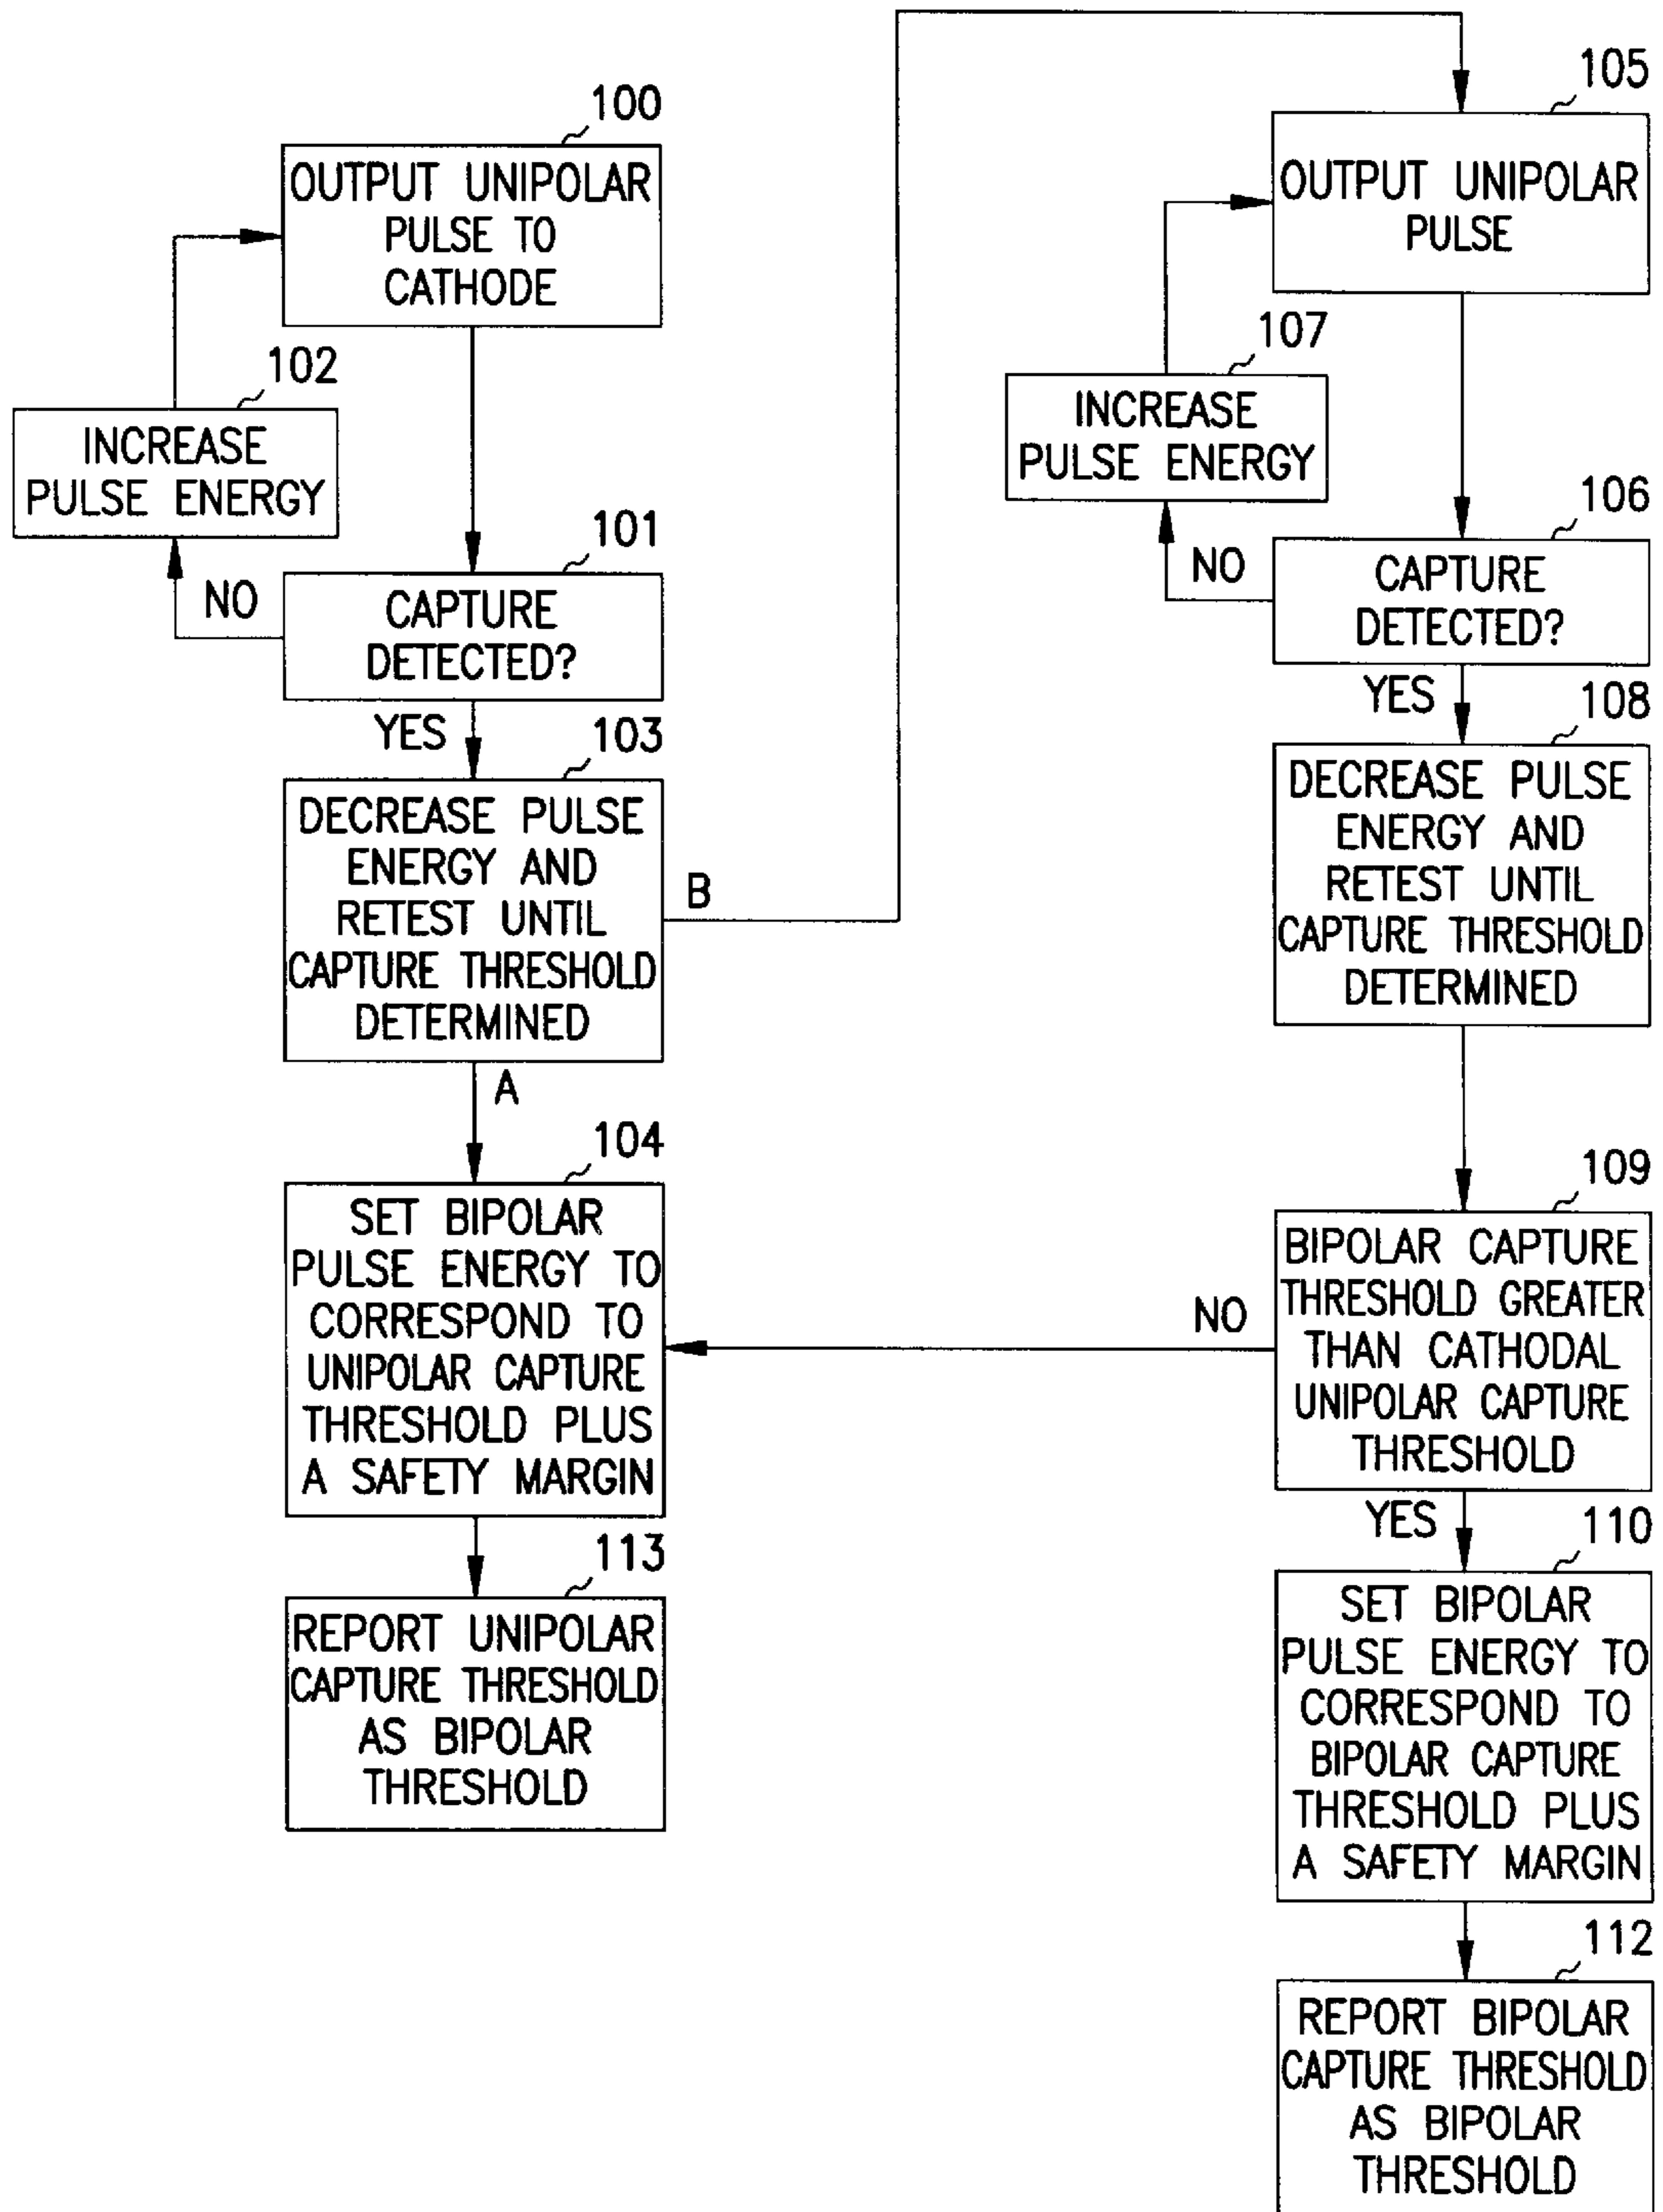 100
OUTPUT UNIPOLAR
PULSE TO
CATHODE
102
INCREASE
PULSE ENERGY
NO
101
CAPTURE
DETECTED?
YES
103
DECREASE PULSE
ENERGY AND
RETEST UNTIL
CAPTURE THRESHOLD
DETERMINED
B
A
104
SET BIPOLAR
PULSE ENERGY TO
CORRESPOND TO
UNIPOLAR CAPTURE
THRESHOLD PLUS
A SAFETY MARGIN
113
REPORT UNIPOLAR
CAPTURE THRESHOLD
AS BIPOLAR
THRESHOLD
105
OUTPUT UNIPOLAR
PULSE
107
INCREASE
PULSE ENERGY
NO
106
CAPTURE
DETECTED?
YES
108
DECREASE PULSE
ENERGY AND
RETEST UNTIL
CAPTURE THRESHOLD
DETERMINED
109
BIPOLAR CAPTURE
THRESHOLD GREATER
THAN CATHODAL
UNIPOLAR CAPTURE
THRESHOLD
NO
YES
110
SET BIPOLAR
PULSE ENERGY TO
CORRESPOND TO
BIPOLAR CAPTURE
THRESHOLD PLUS
A SAFETY MARGIN
112
REPORT BIPOLAR
CAPTURE THRESHOLD
AS BIPOLAR
THRESHOLD